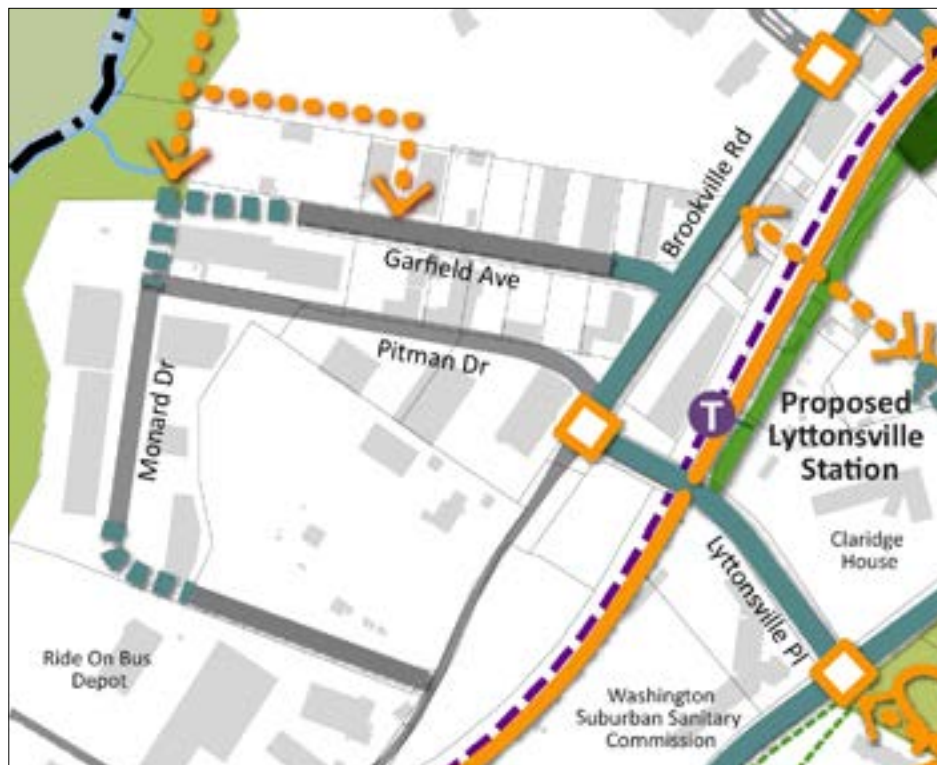 Brookville Rd
Garfield Ave
Pitman Dr
Monard Dr
T
Proposed
Lyttonsville
Station
Claridge
House
Lyttonsville Pl
Ride On Bus
Depot
Washington
Suburban Sanitary
Commission